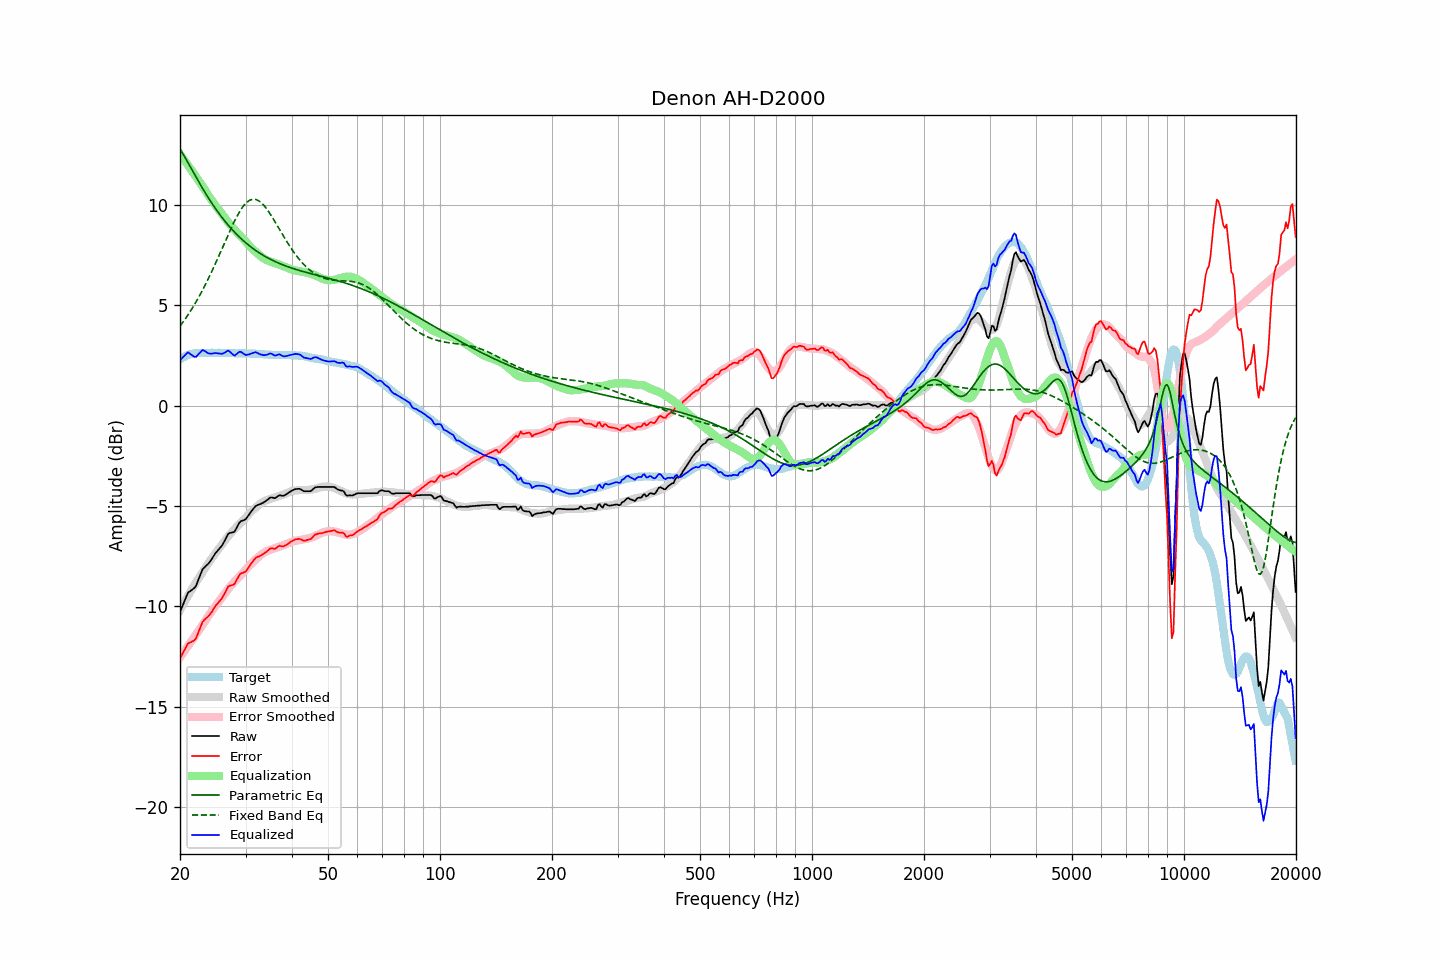 Denon AH-D2000
Amplitude (dBr)
10
5
0
−5
−10
−15
−20
Target
Raw Smoothed
Error Smoothed
Raw
Error
Equalization
Parametric Eq
Fixed Band Eq
Equalized
20
50
100
200
500
1000
2000
5000
10000
20000
Frequency (Hz)